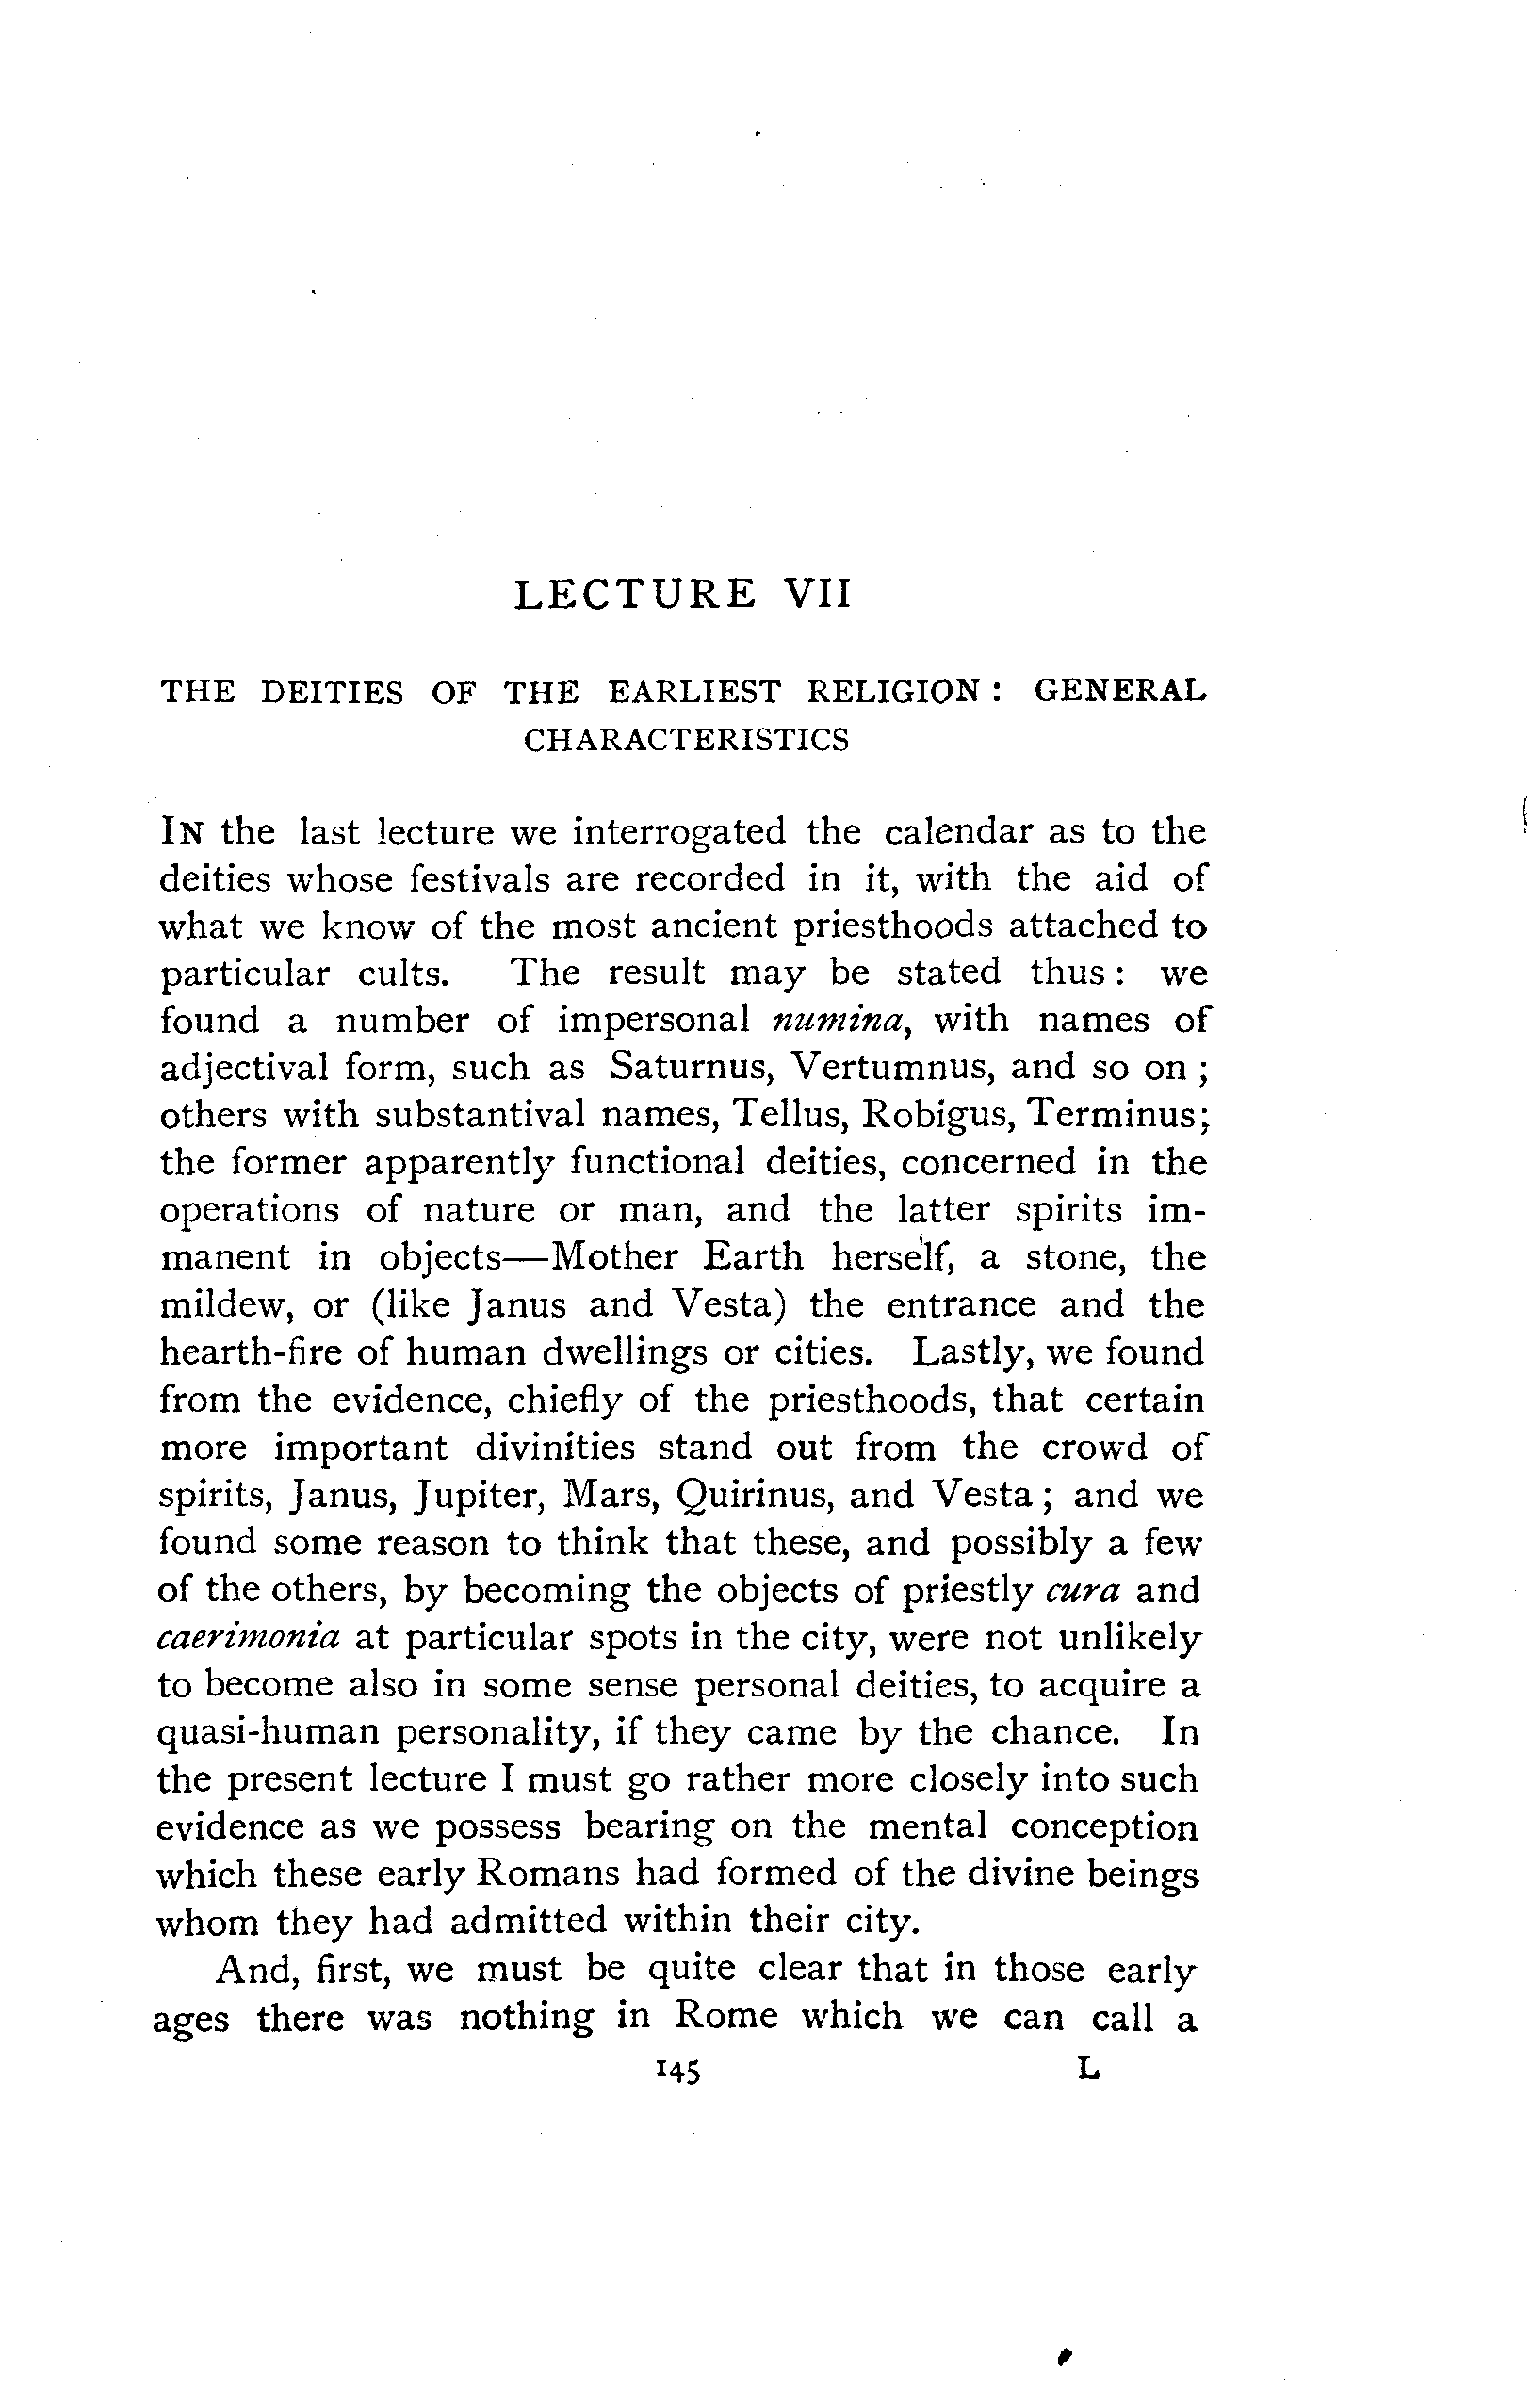 LECTURE VII
THE DEITIES OF THE EARLIEST RELIGION : GENERAL
CHARACTERISTICS
IN the last lecture we interrogated the calendar as to the
deities whose festivals are recorded in it, with the aid of
what we know of the most ancient priesthoods attached to
particular cults. The result may be stated thus : we
found a number of impersonal numina, with names of
adjectival form, such as Saturnus, Vertumnus, and so on ;
others with substantival names, Tellus, Robigus, Terminus;
the former apparently functional deities, concerned in the
operations of nature or man, and the latter spirits im-
manent in objects—Mother Earth herself, a stone, the
mildew, or (like Janus and Vesta) the entrance and the
hearth-fire of human dwellings or cities. Lastly, we found
from the evidence, chiefly of the priesthoods, that certain
more important divinities stand out from the crowd of
spirits, Janus, Jupiter, Mars, Quirinus, and Vesta ; and we
found some reason to think that these, and possibly a few
of the others, by becoming the objects of priestly cura and
caerimonia at particular spots in the city, were not unlikely
to become also in some sense personal deities, to acquire a
quasi-human personality, if they came by the chance. In
the present lecture I must go rather more closely into such
evidence as we possess bearing on the mental conception
which these early Romans had formed of the divine beings
whom they had admitted within their city.
And, first, we must be quite clear that in those early
ages there was nothing in Rome which we can call a
145 L